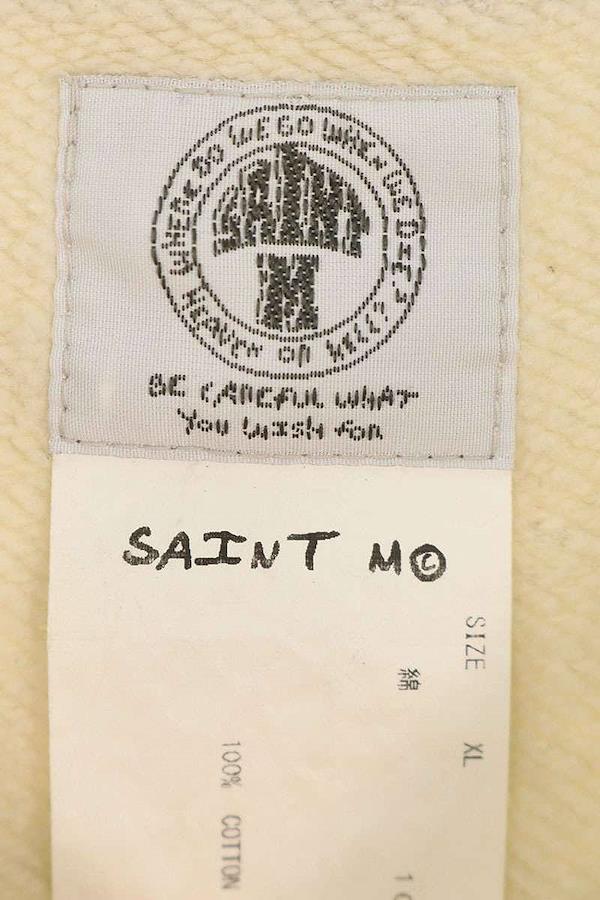 WHERE DO WE GO WHEN WE DIE??
HEAVEN OR HELL??
SAINT
M
BE CAREFUL WHAT
YOU WISH FOR
SAINT M©
SIZE XL
綿
100% COTTON